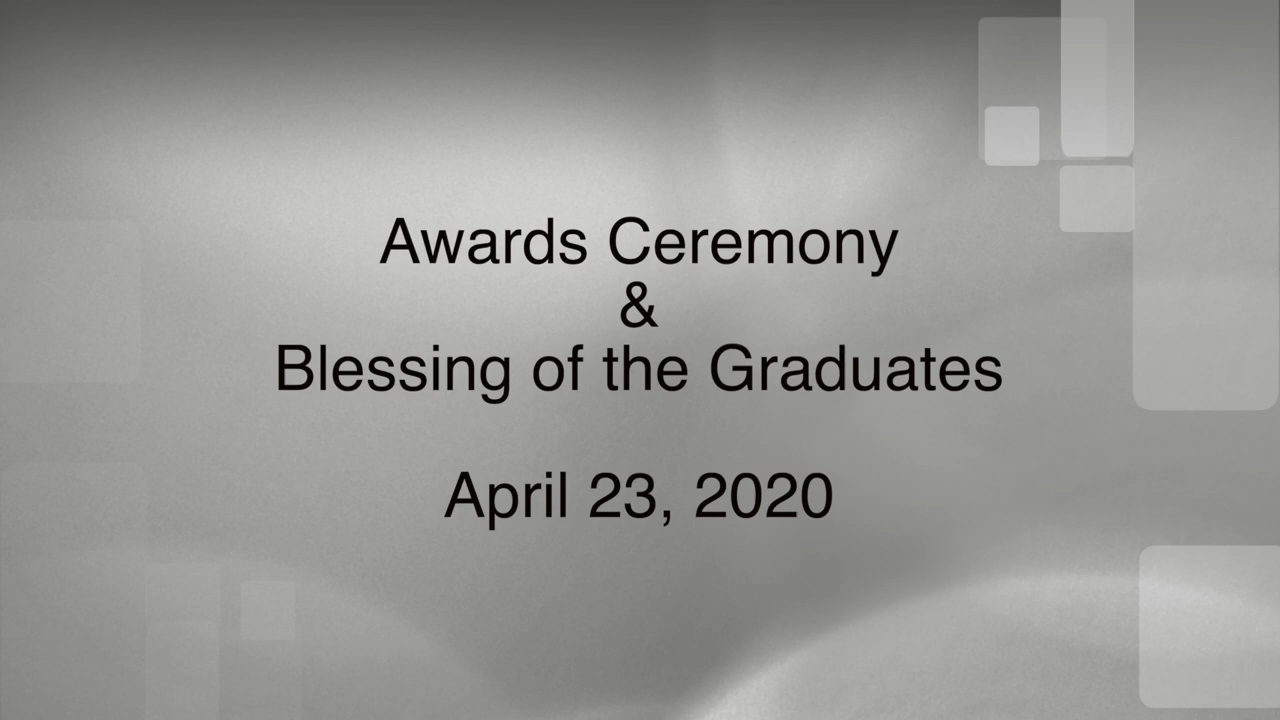 Awards Ceremony
&
Blessing of the Graduates
April 23, 2020